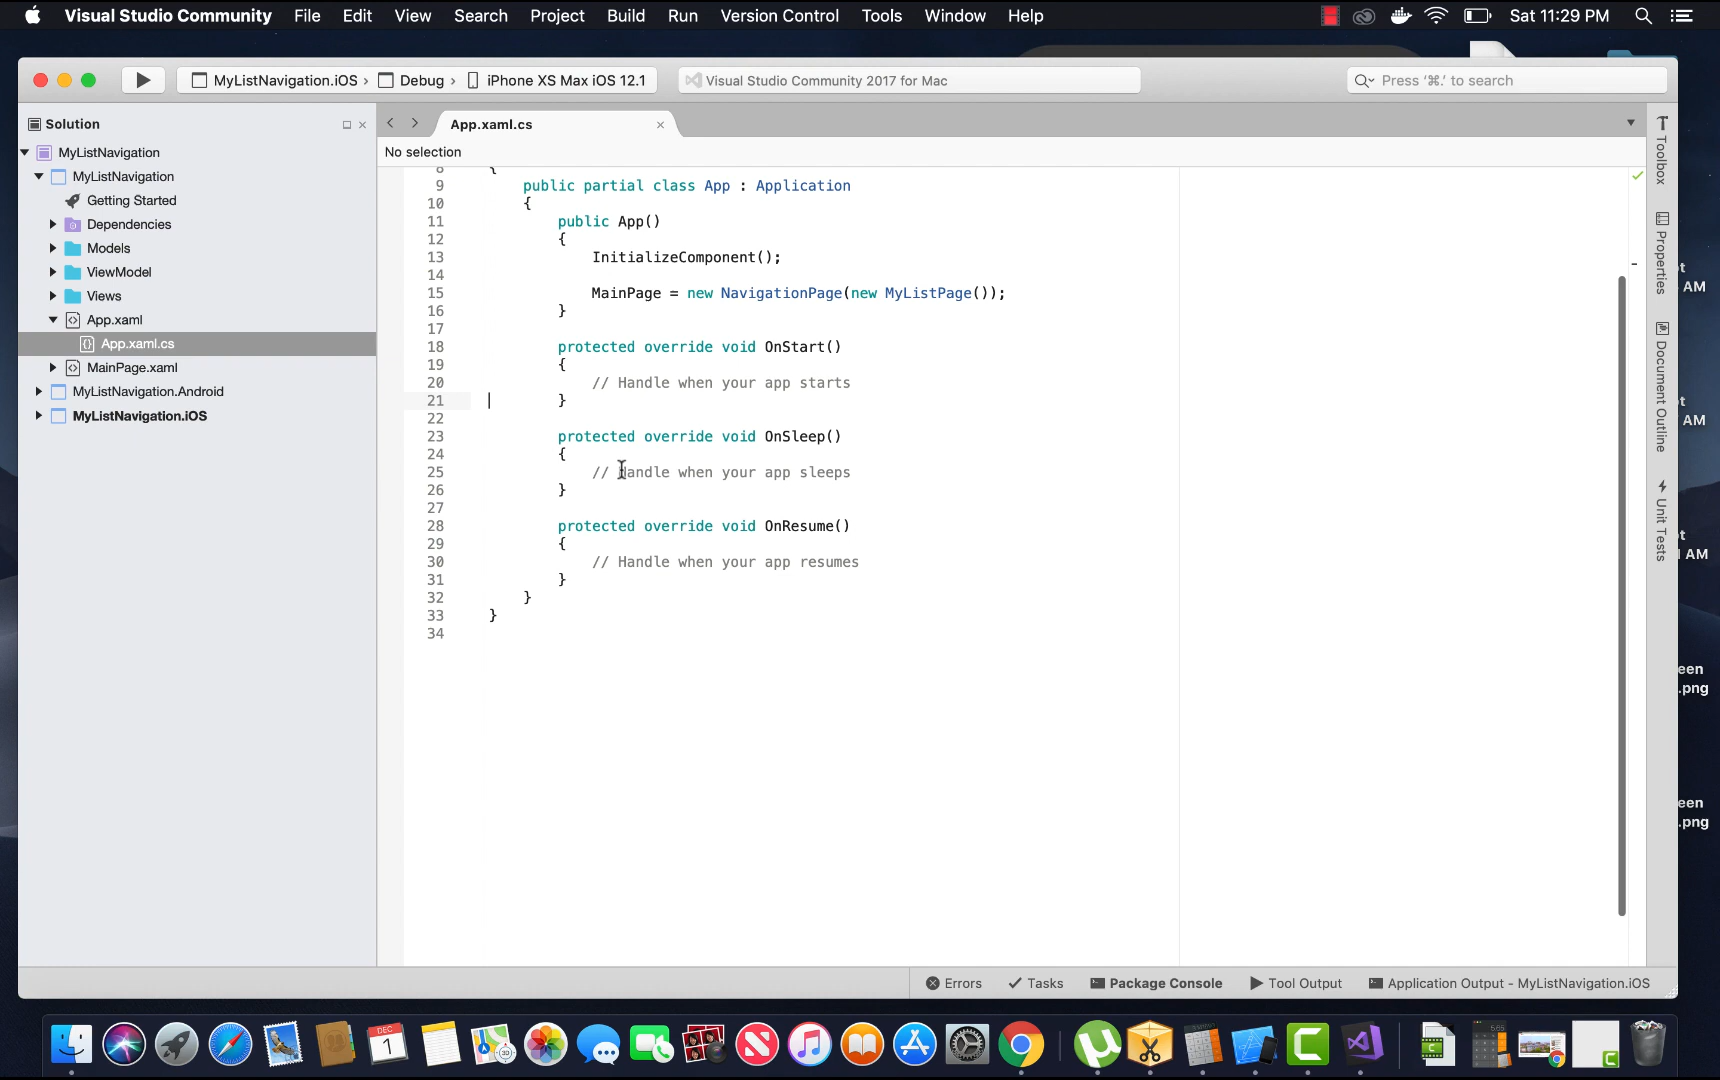 Visual Studio Community File Edit View Search Project Build Run Version Control Tools Window Help Sat 11:29 PM
MyListNavigation.iOS › Debug › iPhone XS Max iOS 12.1 Visual Studio Community 2017 for Mac Press '⌘.' to search
Solution
MyListNavigation
MyListNavigation
Getting Started
Dependencies
Models
ViewModel
Views
App.xaml
App.xaml.cs
MainPage.xaml
MyListNavigation.Android
MyListNavigation.iOS
App.xaml.cs
No selection
8 {
9 public partial class App : Application
10 {
11 public App()
12 {
13 InitializeComponent();
14
15 MainPage = new NavigationPage(new MyListPage());
16 }
17
18 protected override void OnStart()
19 {
20 // Handle when your app starts
21 }
22
23 protected override void OnSleep()
24 {
25 // Handle when your app sleeps
26 }
27
28 protected override void OnResume()
29 {
30 // Handle when your app resumes
31 }
32 }
33 }
34
Toolbox
Properties
Document Outline
Unit Tests
t
AM
t
AM
t
AM
een
.png
een
.png
Errors Tasks Package Console Tool Output Application Output - MyListNavigation.iOS
DEC
1